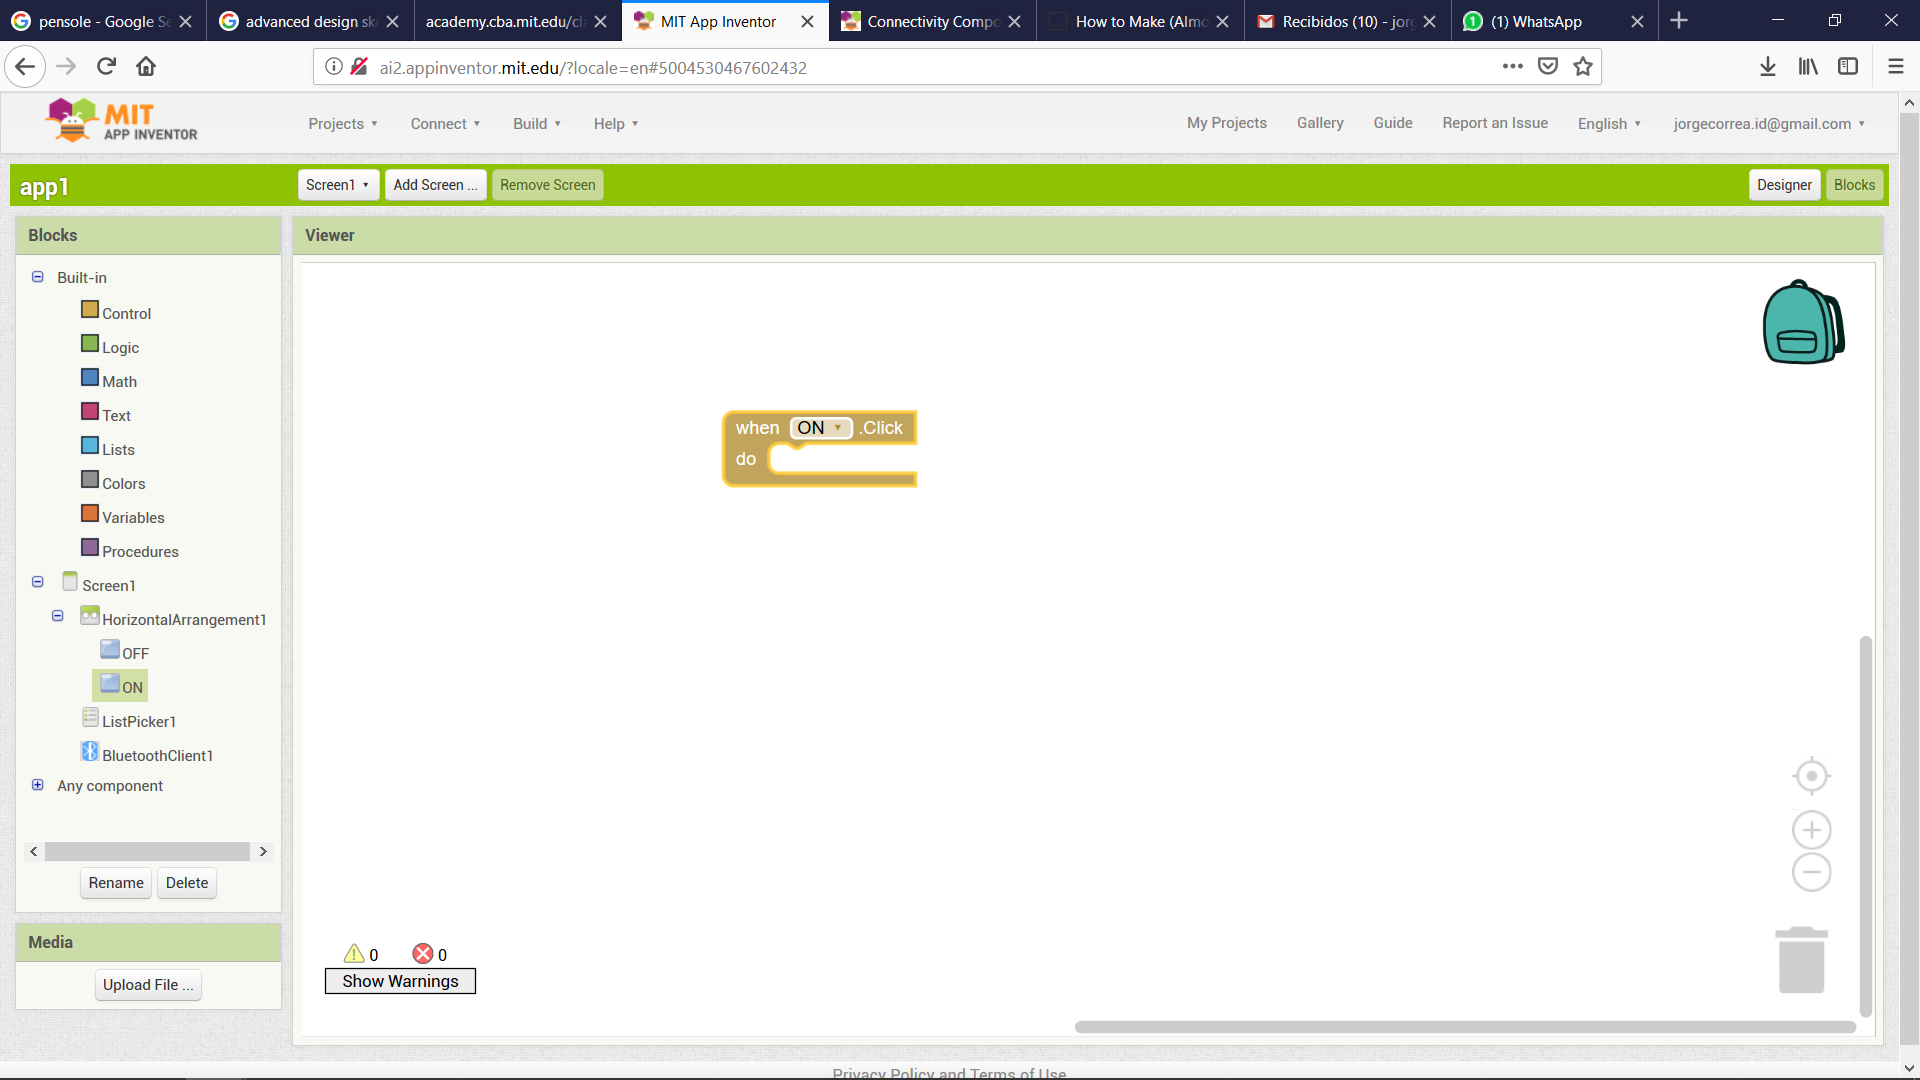 pensole - Google Se
advanced design sk
academy.cba.mit.edu/cla
MIT App Inventor
Connectivity Compo
How to Make (Almo
Recibidos (10) - jorg
(1) WhatsApp
ai2.appinventor.mit.edu/?locale=en#5004530467602432
MIT
APP INVENTOR
Projects
Connect
Build
Help
My Projects
Gallery
Guide
Report an Issue
English
jorgecorrea.id@gmail.com
app1
Screen1
Add Screen ...
Remove Screen
Designer
Blocks
Blocks
Viewer
Built-in
Control
Logic
Math
Text
Lists
Colors
Variables
Procedures
Screen1
HorizontalArrangement1
OFF
ON
ListPicker1
BluetoothClient1
Any component
Rename
Delete
Media
Upload File ...
when ON .Click
do
0
0
Show Warnings
Privacy Policy and Terms of Use